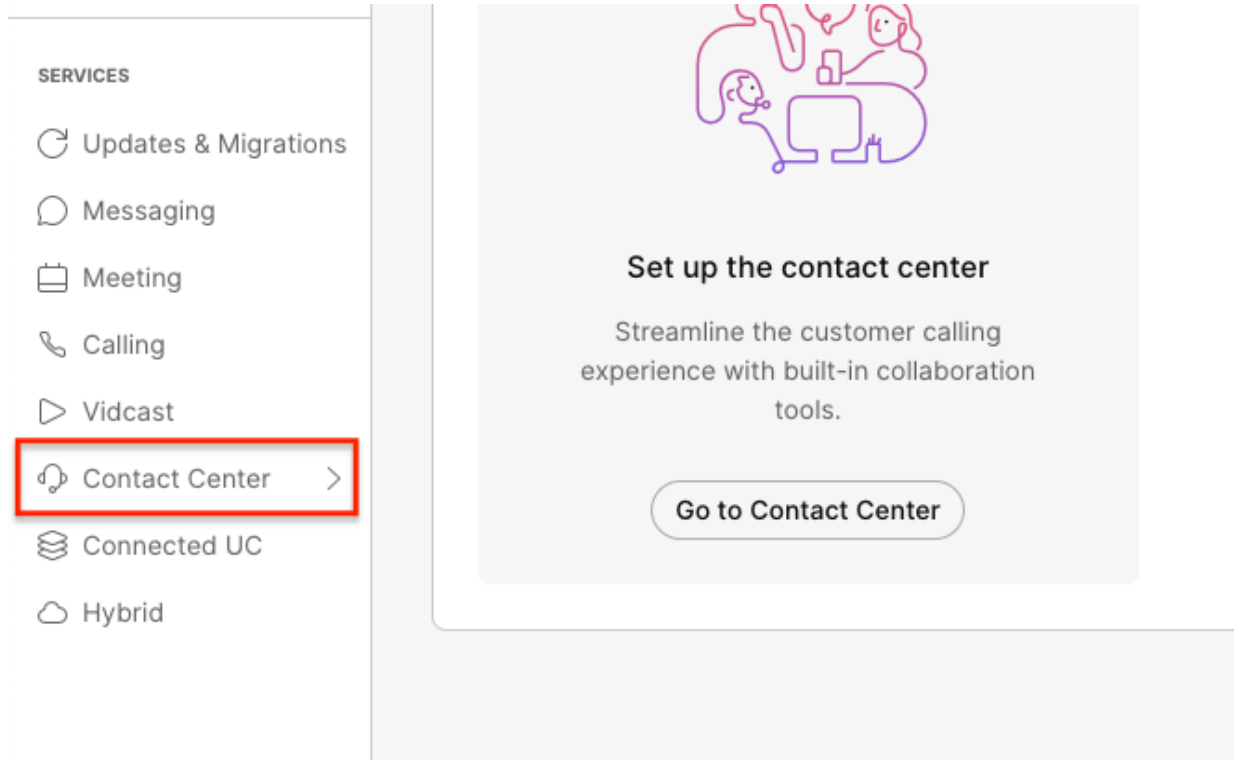 SERVICES
Updates & Migrations
Messaging
Meeting
Calling
Vidcast
Contact Center
Connected UC
Hybrid
Set up the contact center
Streamline the customer calling
experience with built-in collaboration
tools.
Go to Contact Center